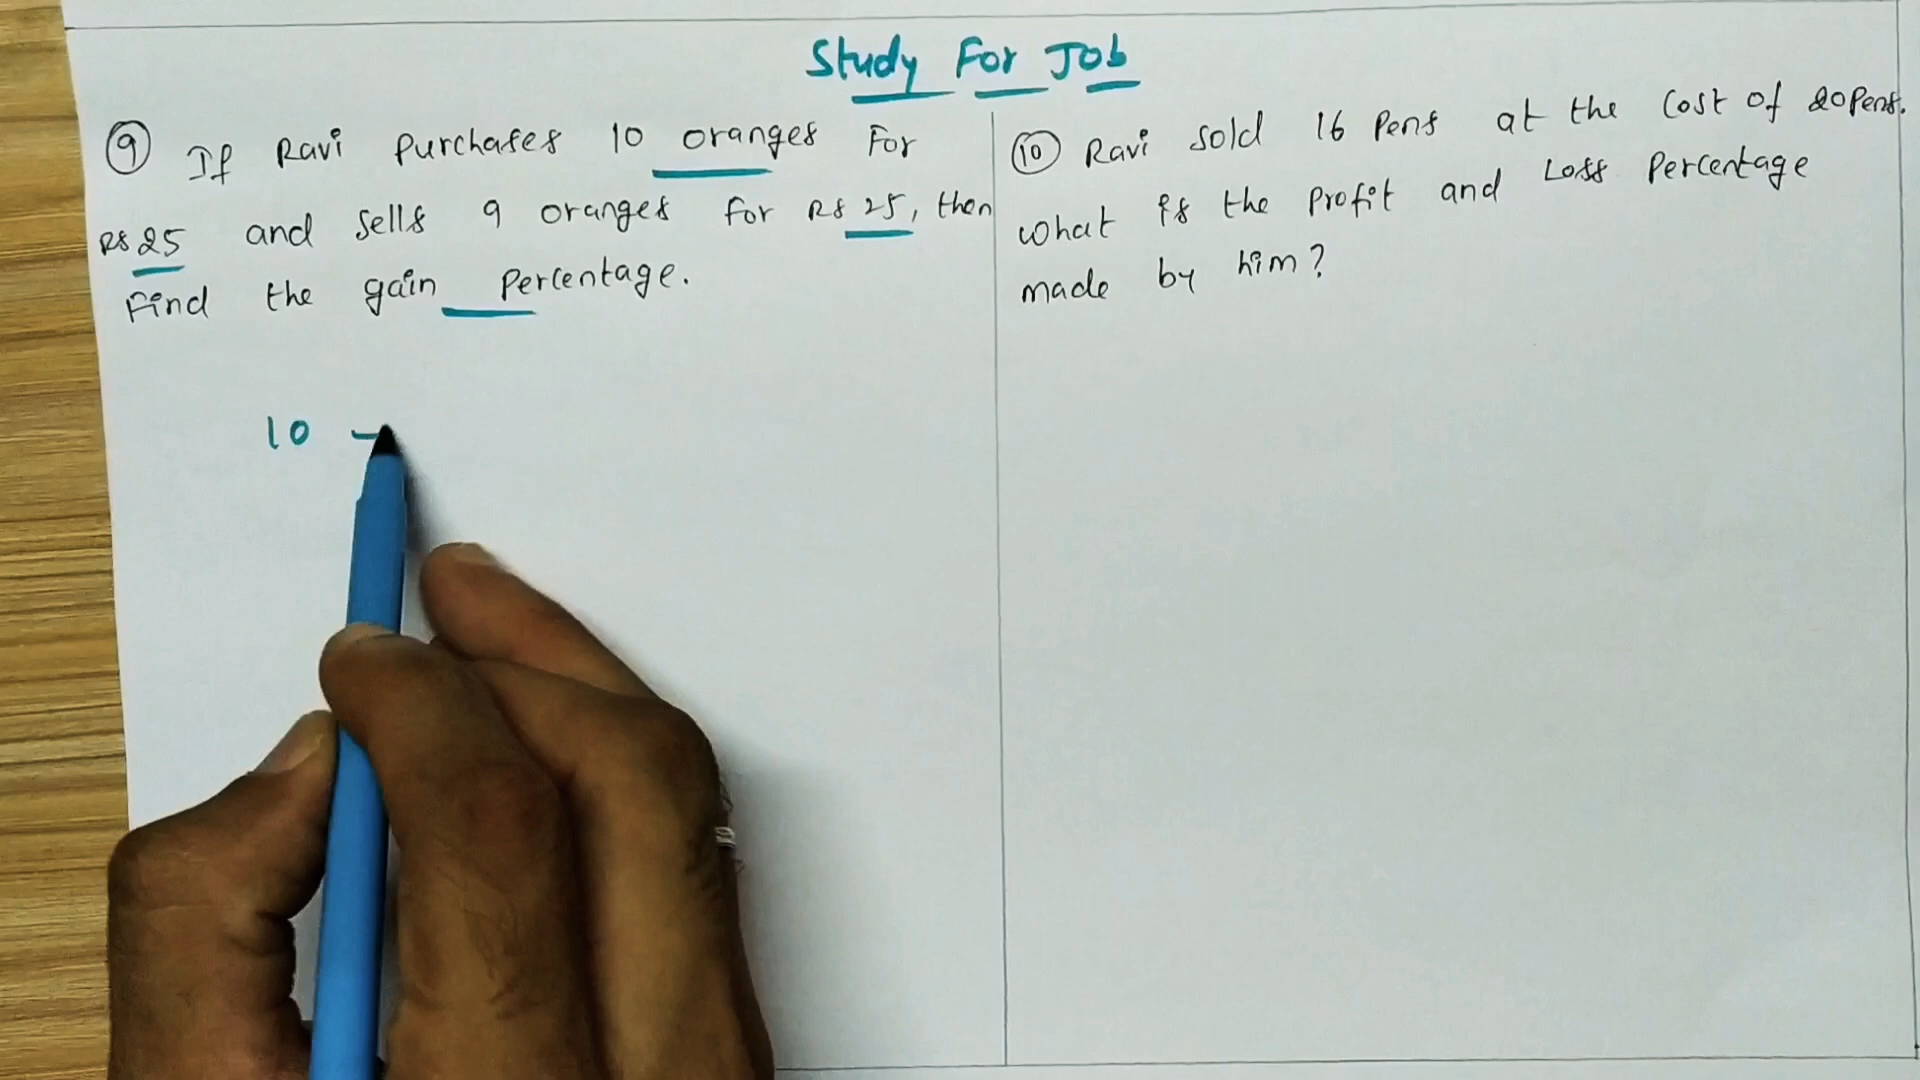 Study For Job
9 If Ravi Purchases 10 oranges For
Rs 25 and sells 9 oranges for Rs 25, then
Find the gain Percentage.
10 Ravi sold 16 Pens at the Cost of 20 Pens.
What is the Profit and Loss Percentage
made by him?
10 –